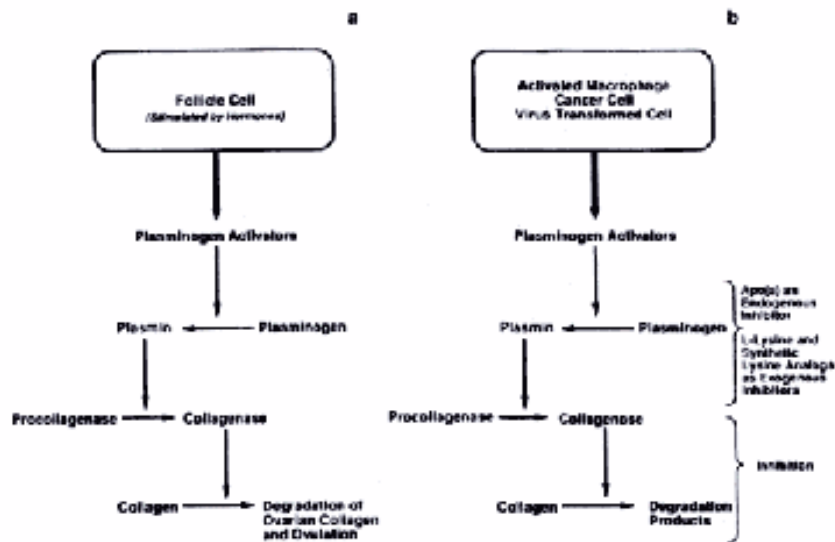 a
Follicle Cell
(Stimulated by Hormones)
Plasminogen Activators
Plasmin
Plasminogen
Procollagenase
Collagenase
Collagen
Degradation of
Ovarian Collagen
and Ovulation
b
Activated Macrophage
Cancer Cell
Virus Transformed Cell
Plasminogen Activators
Plasmin
Plasminogen
Procollagenase
Collagenase
Collagen
Degradation
Products
Apo(a) as
Endogenous
Inhibitor
L-Lysine and
Synthetic
Lysine Analogs
as Exogenous
Inhibitors
Inhibition